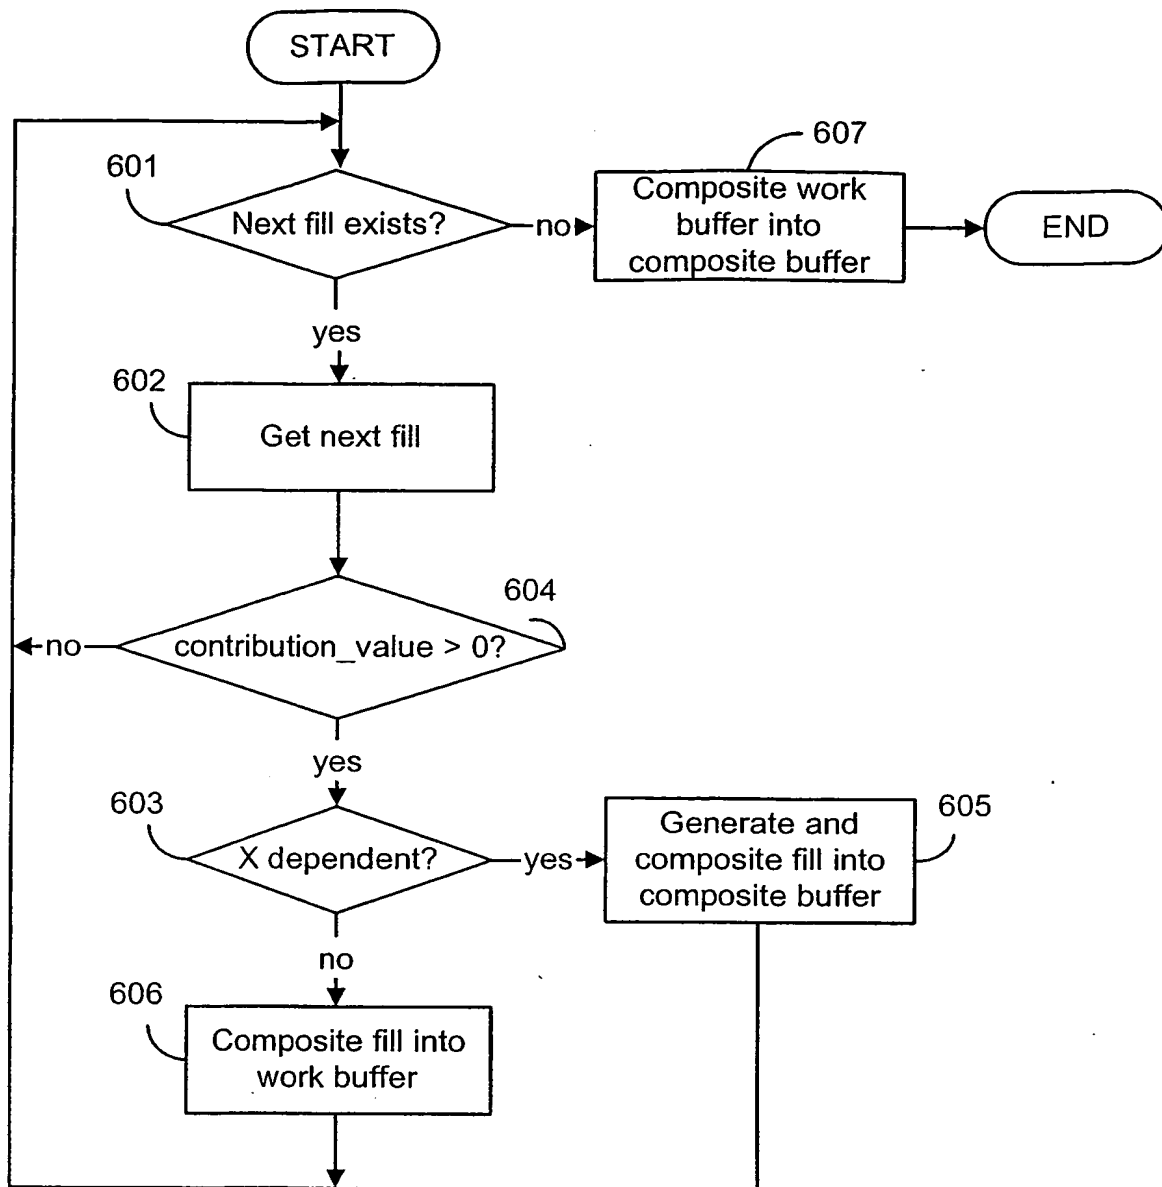 START
607
601
Next fill exists?
no
Composite work
buffer into
composite buffer
END
yes
602
Get next fill
604
no
contribution_value > 0?
yes
603
X dependent?
yes
Generate and
composite fill into
composite buffer
605
no
606
Composite fill into
work buffer